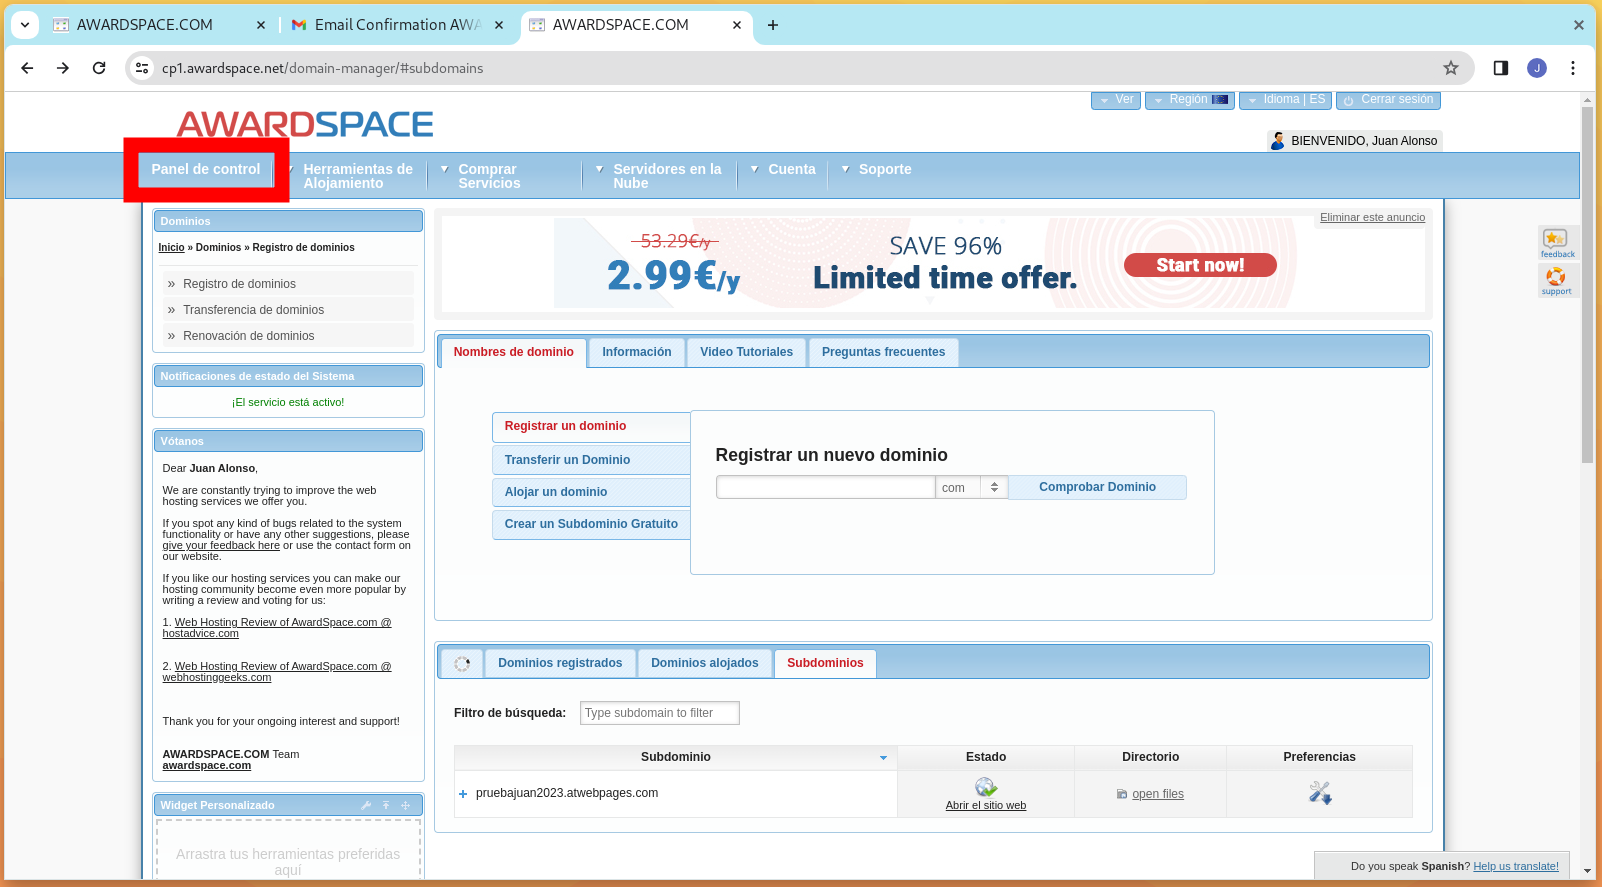 AWARDSPACE.COM
Email Confirmation AWA
AWARDSPACE.COM
cp1.awardspace.net/domain-manager/#subdomains
J
Ver
Región
Idioma | ES
Cerrar sesión
AWARDSPACE
BIENVENIDO, Juan Alonso
Panel de control
Herramientas de
Alojamiento
Comprar
Servicios
Servidores en la
Nube
Cuenta
Soporte
Dominios
Inicio » Dominios » Registro de dominios
» Registro de dominios
» Transferencia de dominios
» Renovación de dominios
Notificaciones de estado del Sistema
¡El servicio está activo!
Vótanos
Dear Juan Alonso,
We are constantly trying to improve the web
hosting services we offer you.
If you spot any kind of bugs related to the system
functionality or have any other suggestions, please
give your feedback here or use the contact form on
our website.
If you like our hosting services you can make our
hosting community become even more popular by
writing a review and voting for us:
1. Web Hosting Review of AwardSpace.com @
hostadvice.com
2. Web Hosting Review of AwardSpace.com @
webhostinggeeks.com
Thank you for your ongoing interest and support!
AWARDSPACE.COM Team
awardspace.com
Widget Personalizado
Arrastra tus herramientas preferidas
aquí
Eliminar este anuncio
53.29€/y
2.99€/y
SAVE 96%
Limited time offer.
Start now!
feedback
support
Nombres de dominio
Información
Video Tutoriales
Preguntas frecuentes
Registrar un dominio
Transferir un Dominio
Alojar un dominio
Crear un Subdominio Gratuito
Registrar un nuevo dominio
com
Comprobar Dominio
Dominios registrados
Dominios alojados
Subdominios
Filtro de búsqueda:
Type subdomain to filter
Subdominio
Estado
Directorio
Preferencias
pruebajuan2023.atwebpages.com
Abrir el sitio web
open files
Do you speak Spanish? Help us translate!